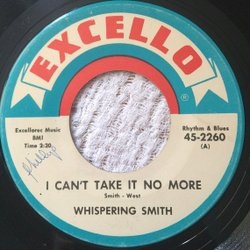 EXCELLO
®
Excellorec Music
BMI
Time 2:20
Rhythm & Blues
45-2260
(A)
Shelley
I CAN'T TAKE IT NO MORE
Smith - West
WHISPERING SMITH